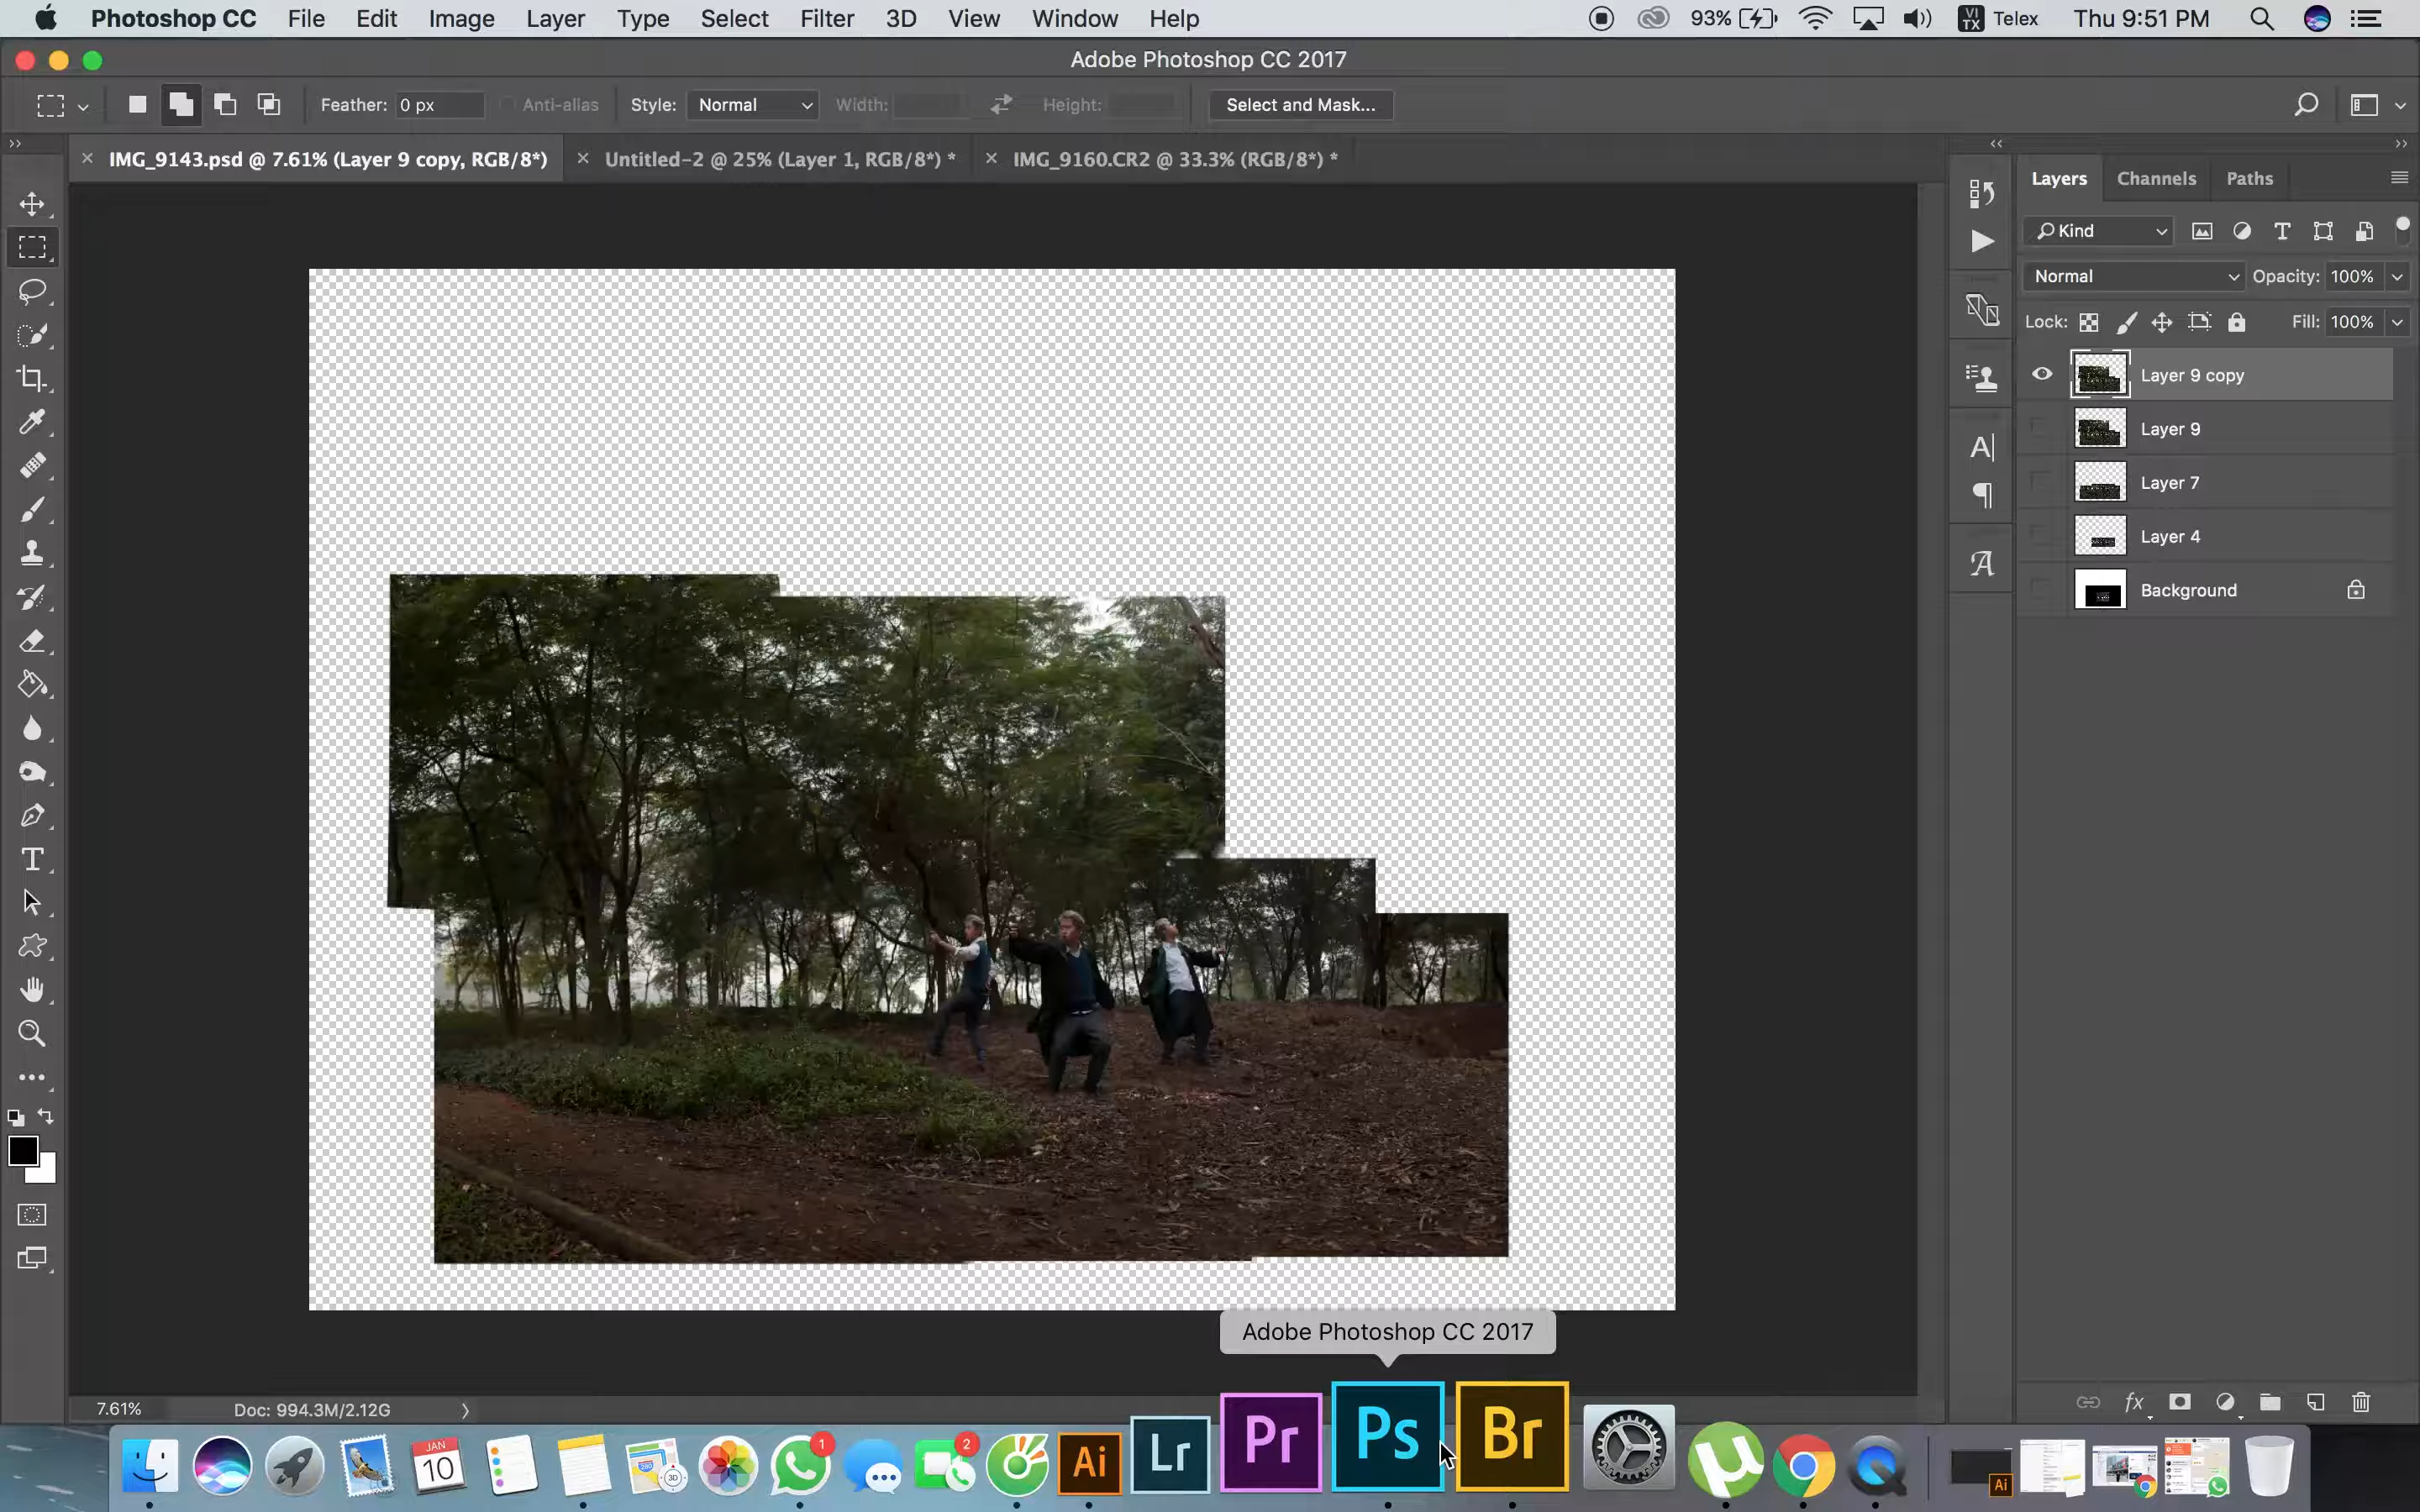 Photoshop CC File Edit Image Layer Type Select Filter 3D View Window Help 93% VI TX Telex Thu 9:51 PM
Adobe Photoshop CC 2017
Feather: 0 px Anti-alias Style: Normal Width: Height: Select and Mask...
IMG_9143.psd @ 7.61% (Layer 9 copy, RGB/8*) Untitled-2 @ 25% (Layer 1, RGB/8*) * IMG_9160.CR2 @ 33.3% (RGB/8*) *
Layers Channels Paths
Kind
Normal Opacity: 100%
Lock: Fill: 100%
Layer 9 copy
Layer 9
Layer 7
Layer 4
Background
Adobe Photoshop CC 2017
7.61% Doc: 994.3M/2.12G
JAN 10 280 3D 1 2 Ai Lr Pr Ps Br Ai